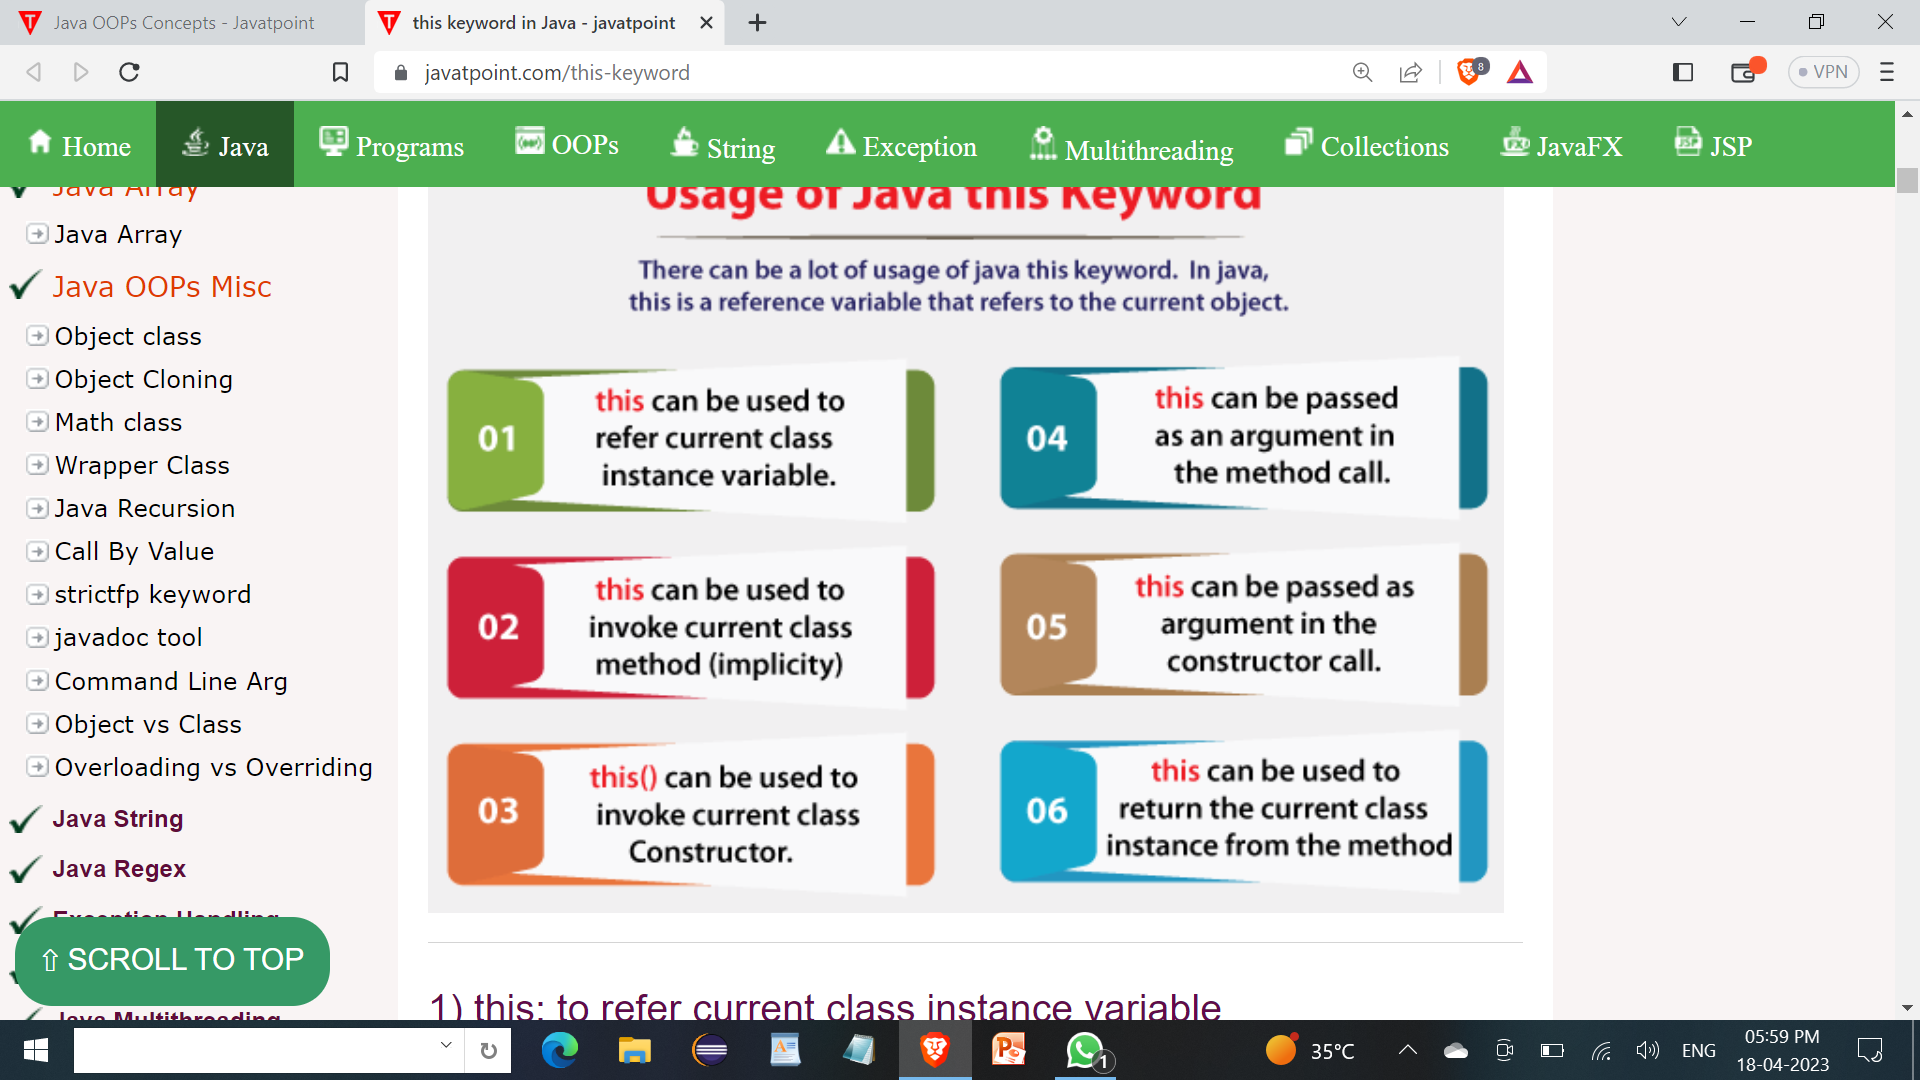 Java OOPs Concepts - Javatpoint
this keyword in Java - javatpoint
javatpoint.com/this-keyword
8
VPN
Home
Java
Programs
OOPs
String
Exception
Multithreading
Collections
JavaFX
JSP
Java Array
Java Array
Java OOPs Misc
Object class
Object Cloning
Math class
Wrapper Class
Java Recursion
Call By Value
strictfp keyword
javadoc tool
Command Line Arg
Object vs Class
Overloading vs Overriding
Java String
Java Regex
Exception Handling
⇧ SCROLL TO TOP
Java Multithreading
Usage of Java this Keyword
There can be a lot of usage of java this keyword. In java,
this is a reference variable that refers to the current object.
01
this can be used to
refer current class
instance variable.
02
this can be used to
invoke current class
method (implicity)
03
this() can be used to
invoke current class
Constructor.
04
this can be passed
as an argument in
the method call.
05
this can be passed as
argument in the
constructor call.
06
this can be used to
return the current class
instance from the method
1) this: to refer current class instance variable
1
35°C
ENG
05:59 PM
18-04-2023